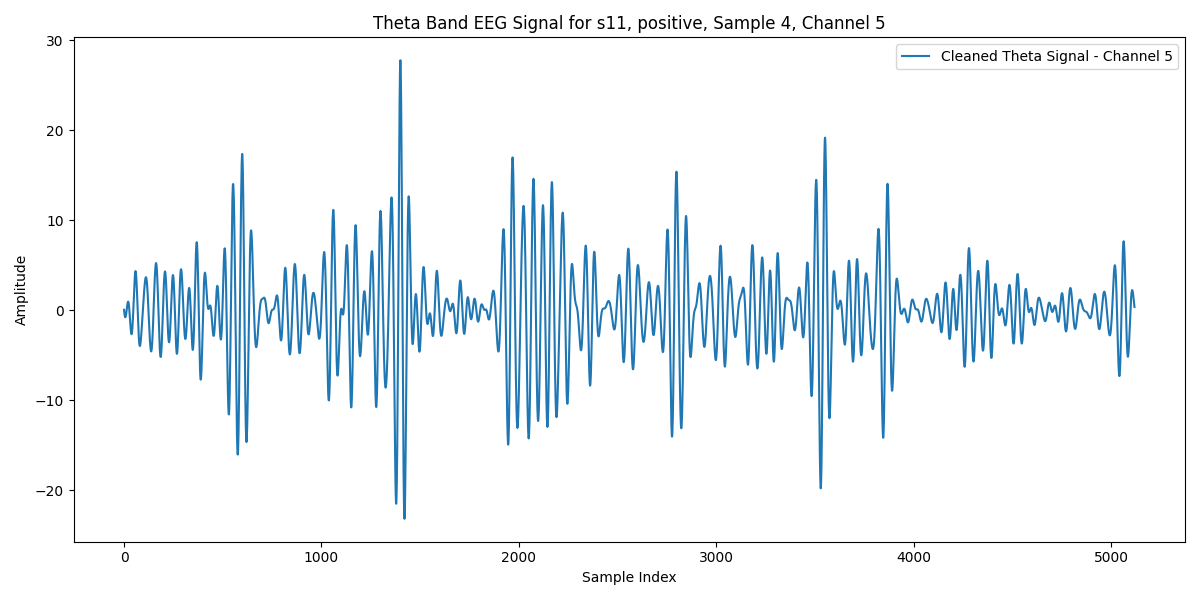 Theta Band EEG Signal for s11, positive, Sample 4, Channel 5
Cleaned Theta Signal - Channel 5
30
20
10
0
−10
−20
Amplitude
0 1000 2000 3000 4000 5000
Sample Index